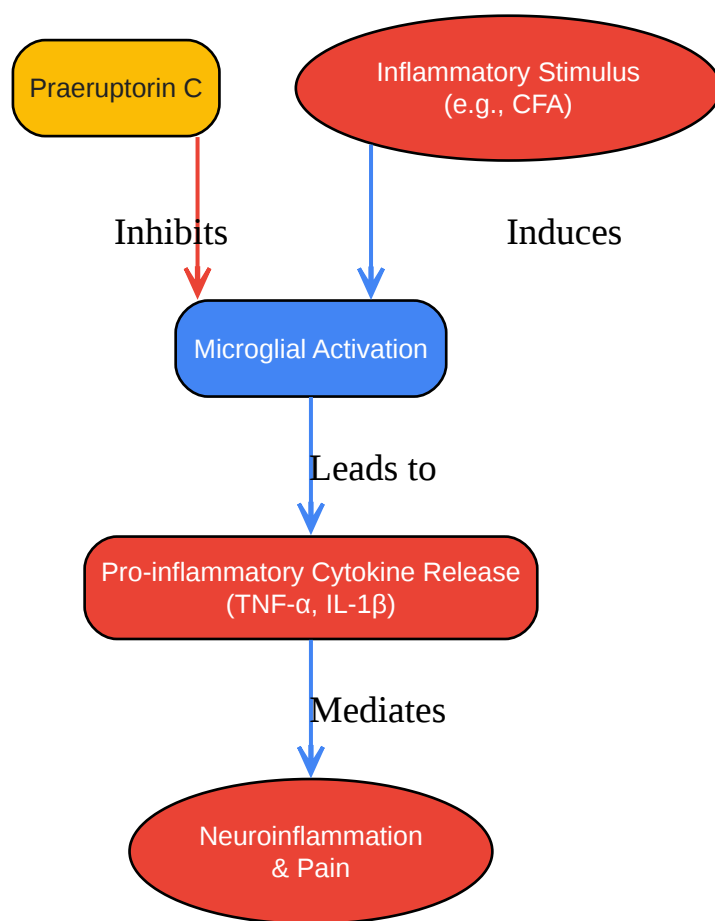 Praeruptorin C
Inflammatory Stimulus
(e.g., CFA)
Inhibits
Induces
Microglial Activation
Leads to
Pro-inflammatory Cytokine Release
(TNF-α, IL-1β)
Mediates
Neuroinflammation
& Pain